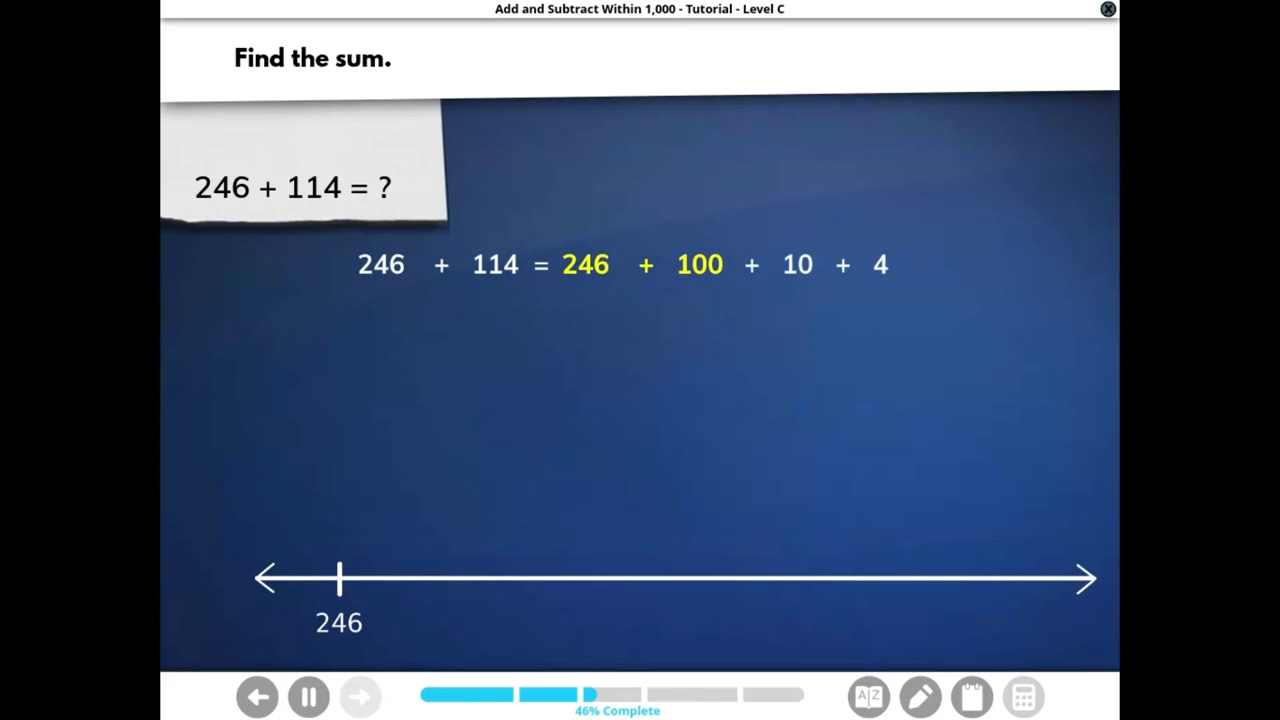 Add and Subtract Within 1,000 - Tutorial - Level C
Find the sum.
246 + 114 = ?
246 + 114 = 246 + 100 + 10 + 4
246
46% Complete
A Z